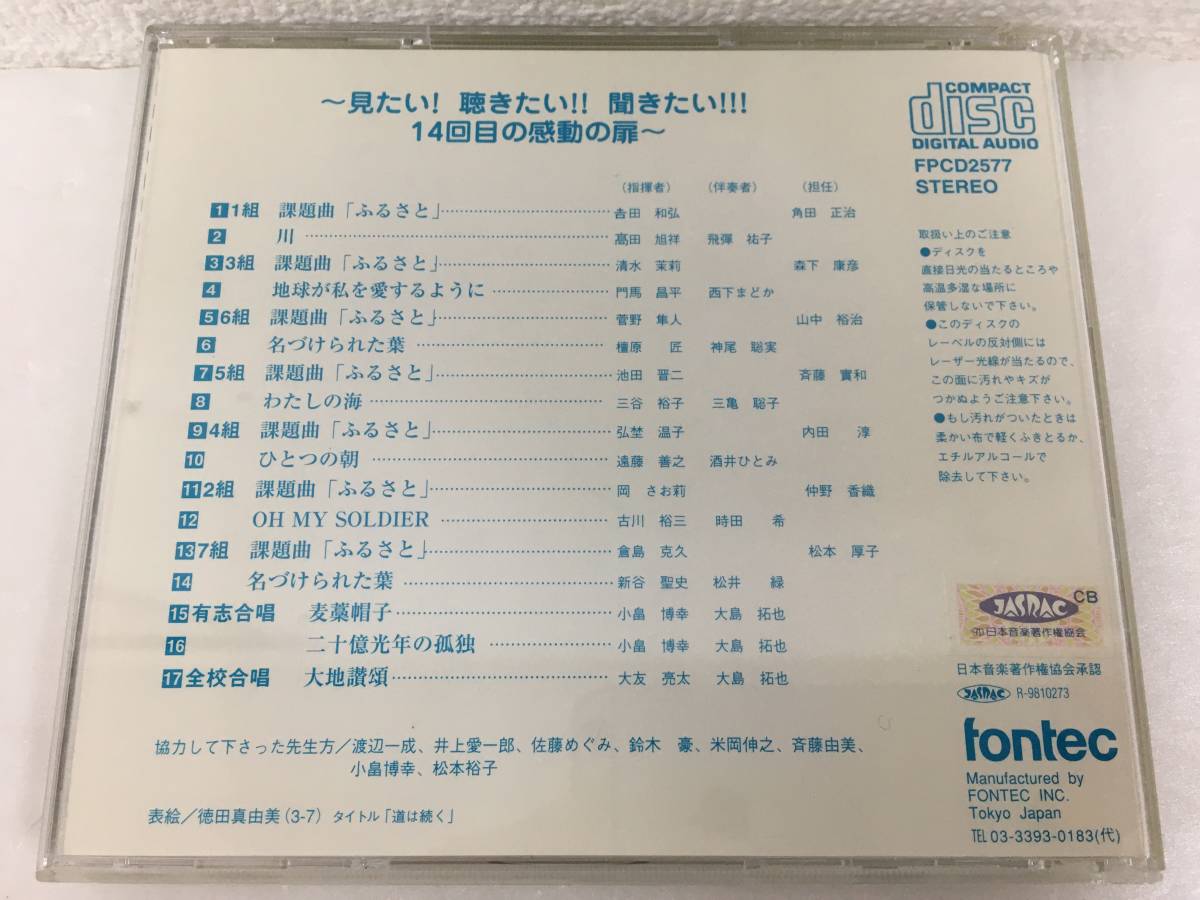 ～見たい! 聴きたい!! 聞きたい!!!
14回目の感動の扉～
（指揮者） （伴奏者） （担任）
1 1組 課題曲「ふるさと」 𠮷田 和弘 角田 正治
2 川 髙田 旭祥 飛彈 祐子
3 3組 課題曲「ふるさと」 清水 茉莉 森下 康彦
4 地球が私を愛するように 門馬 昌平 西下まどか
5 6組 課題曲「ふるさと」 菅野 隼人 山中 裕治
6 名づけられた葉 檀原 匠 神尾 聡実
7 5組 課題曲「ふるさと」 池田 晋二 斉藤 實和
8 わたしの海 三谷 裕子 三亀 聡子
9 4組 課題曲「ふるさと」 弘埜 温子 内田 淳
10 ひとつの朝 遠藤 善之 酒井ひとみ
11 2組 課題曲「ふるさと」 岡 さお莉 仲野 香織
12 OH MY SOLDIER 古川 裕三 時田 希
13 7組 課題曲「ふるさと」 倉島 克久 松本 厚子
14 名づけられた葉 新谷 聖史 松井 緑
15 有志合唱 麦藁帽子 小畠 博幸 大島 拓也
16 二十億光年の孤独 小畠 博幸 大島 拓也
17 全校合唱 大地讃頌 大友 亮太 大島 拓也
協力して下さった先生方／渡辺一成、井上愛一郎、佐藤めぐみ、鈴木 豪、米岡伸之、斉藤由美、
小畠博幸、松本裕子
表絵／徳田真由美(3-7) タイトル「道は続く」
COMPACT
disc
DIGITAL AUDIO
FPCD2577
STEREO
取扱い上のご注意
●ディスクを
直接日光の当たるところや
高温多湿な場所に
保管しないで下さい。
●このディスクの
レーベルの反対側には
レーザー光線が当たるので、
この面に汚れやキズが
つかぬようご注意下さい。
●もし汚れがついたときは
柔かい布で軽くふきとるか、
エチルアルコールで
除去して下さい。
JASRAC CB
(社)日本音楽著作権協会
日本音楽著作権協会承認
JASRAC R-9810273
fontec
Manufactured by
FONTEC INC.
Tokyo Japan
TEL 03-3393-0183(代)